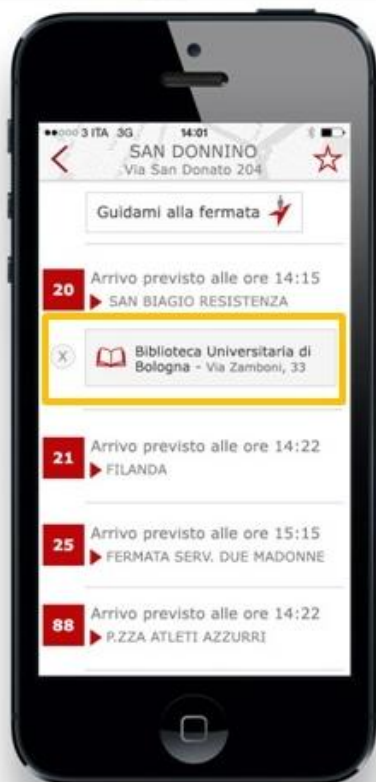 3 ITA 3G 14:01
SAN DONNINO
Via San Donato 204
Guidami alla fermata
20 Arrivo previsto alle ore 14:15
SAN BIAGIO RESISTENZA
X Biblioteca Universitaria di
Bologna - Via Zamboni, 33
21 Arrivo previsto alle ore 14:22
FILANDA
25 Arrivo previsto alle ore 15:15
FERMATA SERV. DUE MADONNE
88 Arrivo previsto alle ore 14:22
P.ZZA ATLETI AZZURRI